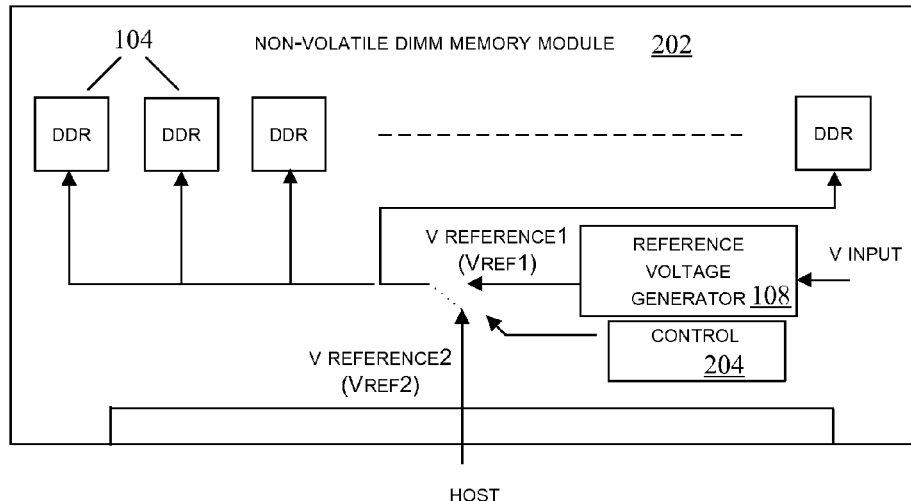 NON-VOLATILE DIMM MEMORY MODULE 202
104
DDR
DDR
DDR
DDR
V REFERENCE1
(VREF1)
REFERENCE
VOLTAGE
GENERATOR 108
V INPUT
CONTROL
204
V REFERENCE2
(VREF2)
HOST